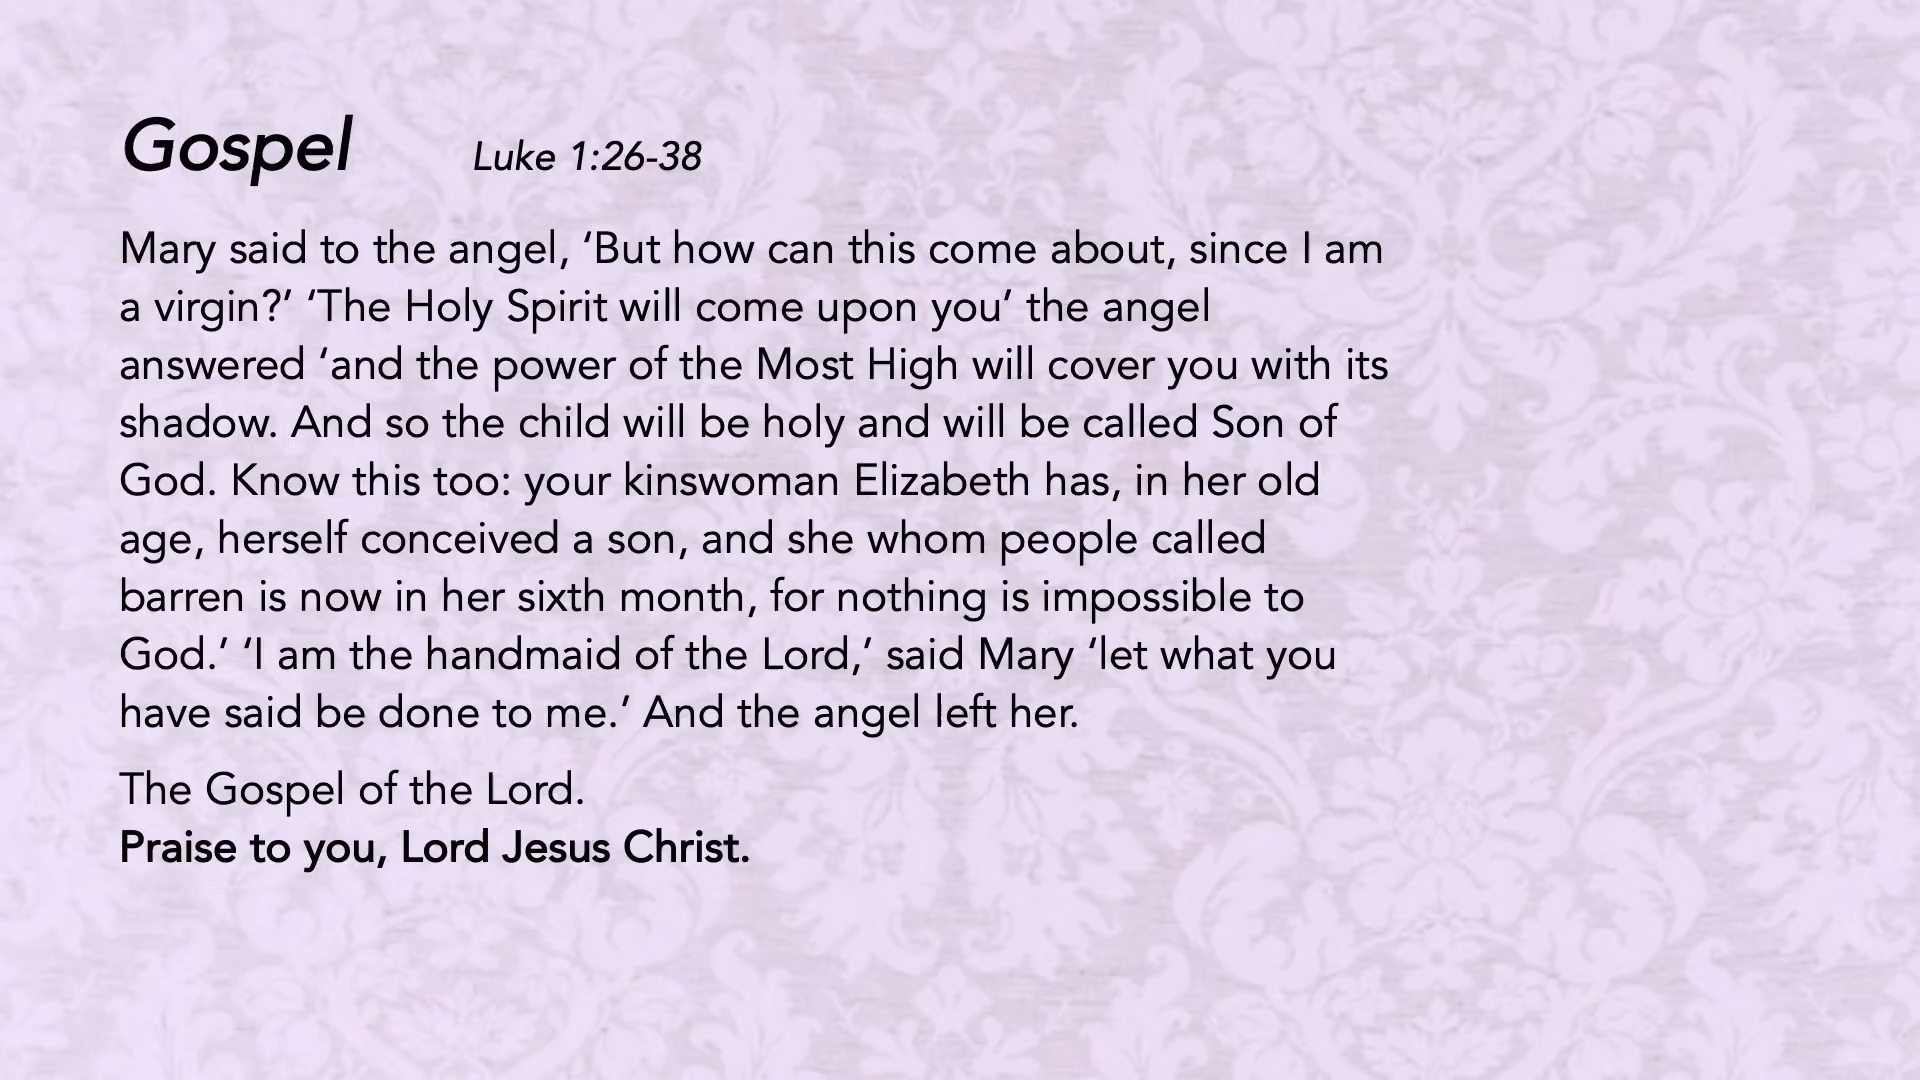 Gospel Luke 1:26-38
Mary said to the angel, ‘But how can this come about, since I am
a virgin?’ ‘The Holy Spirit will come upon you’ the angel
answered ‘and the power of the Most High will cover you with its
shadow. And so the child will be holy and will be called Son of
God. Know this too: your kinswoman Elizabeth has, in her old
age, herself conceived a son, and she whom people called
barren is now in her sixth month, for nothing is impossible to
God.’ ‘I am the handmaid of the Lord,’ said Mary ‘let what you
have said be done to me.’ And the angel left her.
The Gospel of the Lord.
Praise to you, Lord Jesus Christ.